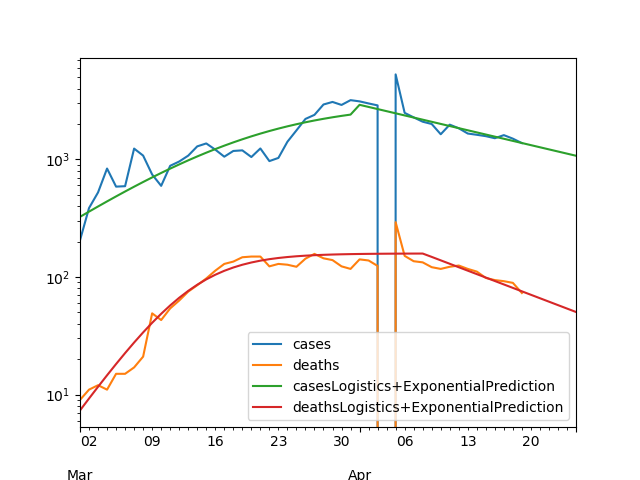 10³
10²
10¹
cases
deaths
casesLogistics+ExponentialPrediction
deathsLogistics+ExponentialPrediction
02 09 16 23 30 06 13 20
Mar Apr